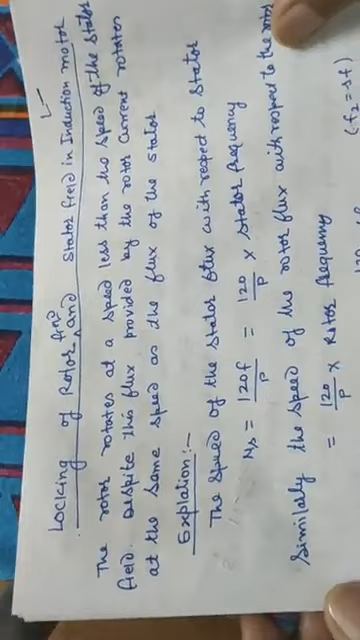 Locking of Rotor field and Stator field in Induction motor
The rotor rotates at a speed less than the speed of the stator
field. Despite this flux provided by the rotor current rotates
at the same speed as the flux of the stator
Explation:-
The speed of the stator flux with respect to stator
Ns = 120f/P = 120/P × stator frequency
Similarly the speed of the rotor flux with respect to the rotor
= 120/P × Rotor frequency
(fr = sf)